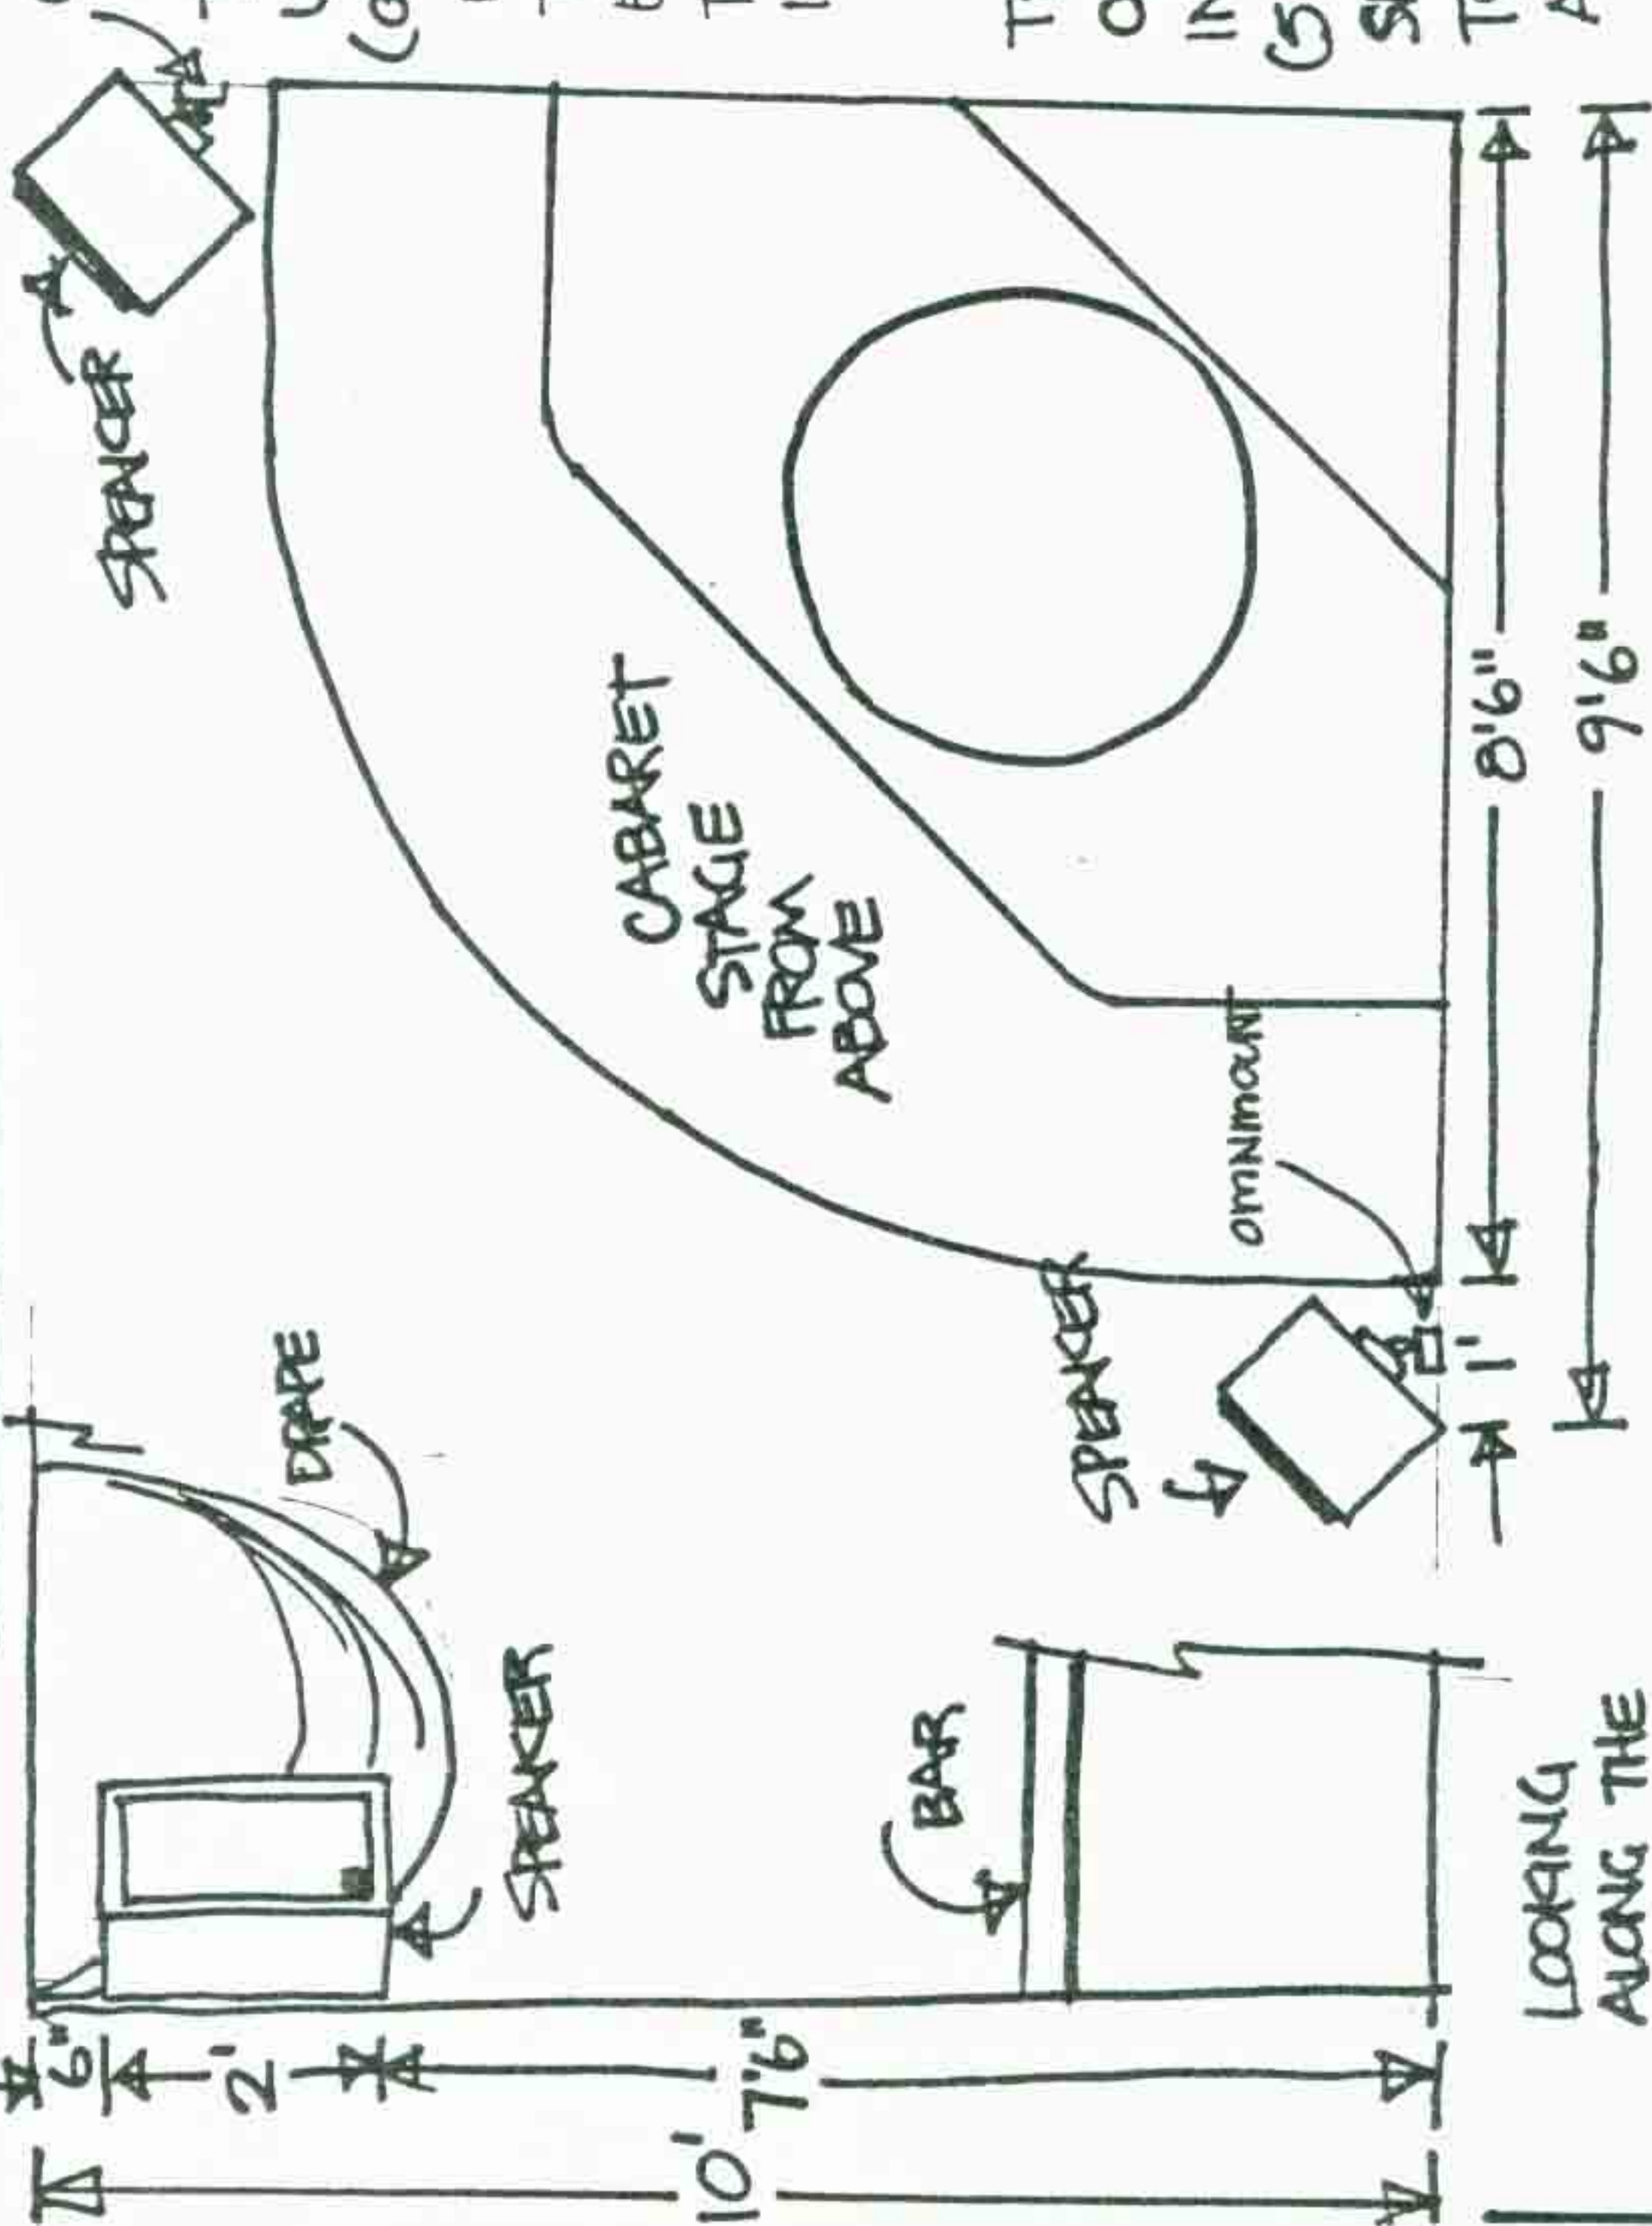 6"
2'
7'6"
10'
DRAPE
SPEAKER
BAR
LOOKING
ALONG THE
SPEAKER
CABARET
STAGE
FROM
ABOVE
OMNIMOUNT
SPEAKER
1'
8'6"
9'6"